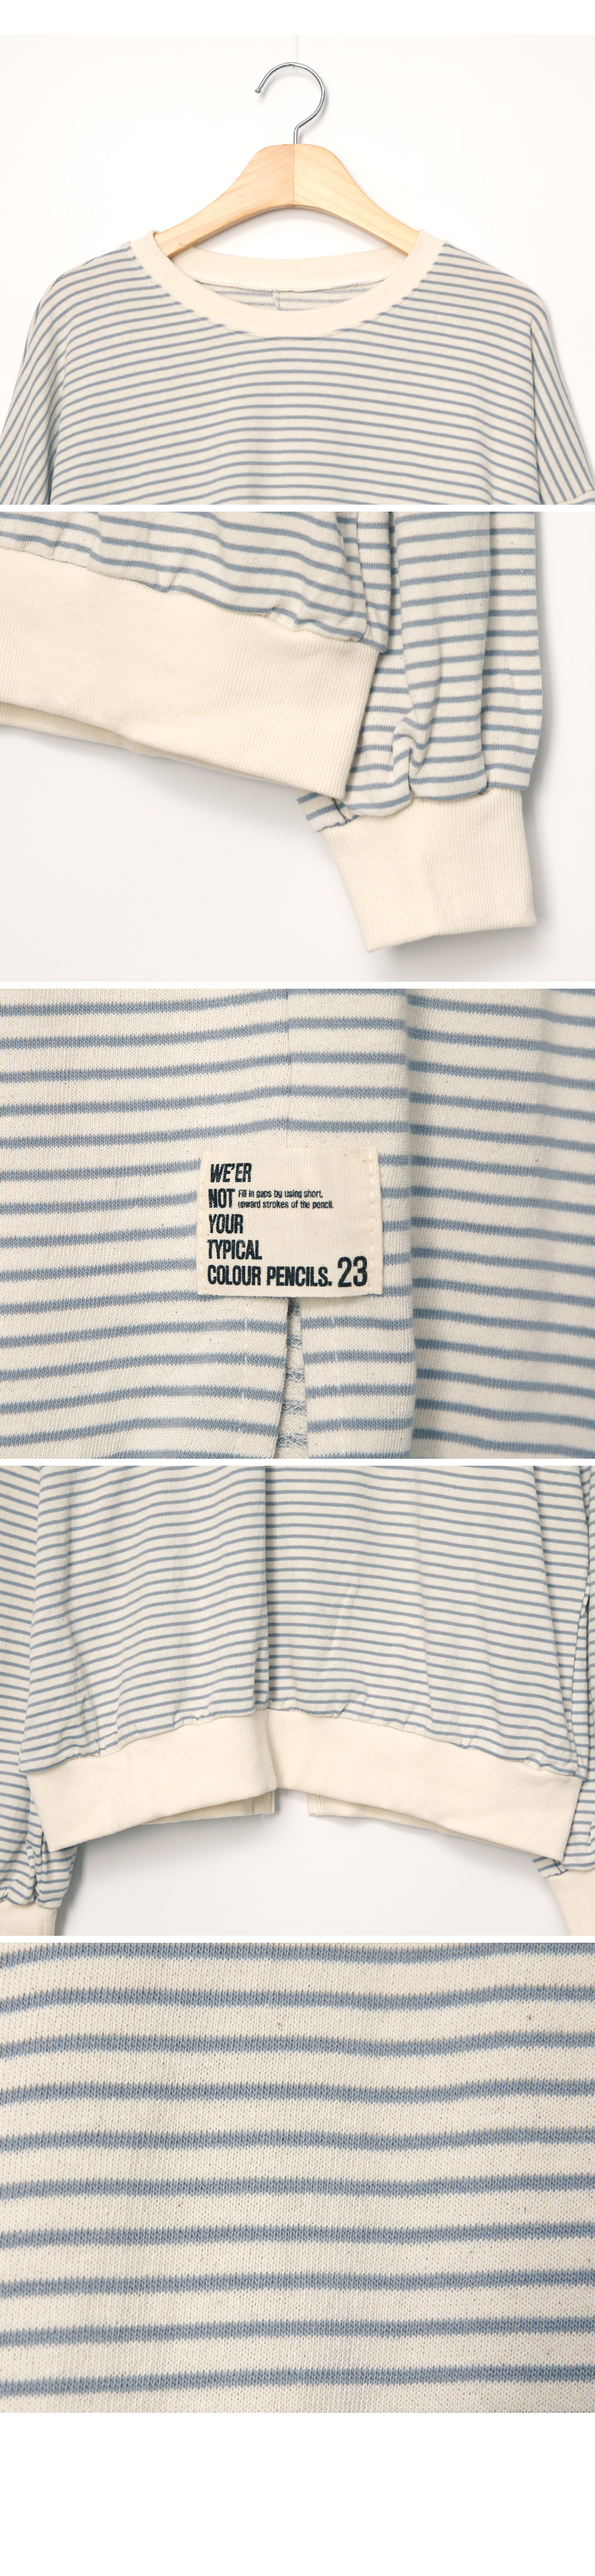 WE'ER
NOT Fill in gaps by using short,
upward strokes of the pencil.
YOUR
TYPICAL
COLOUR PENCILS. 23